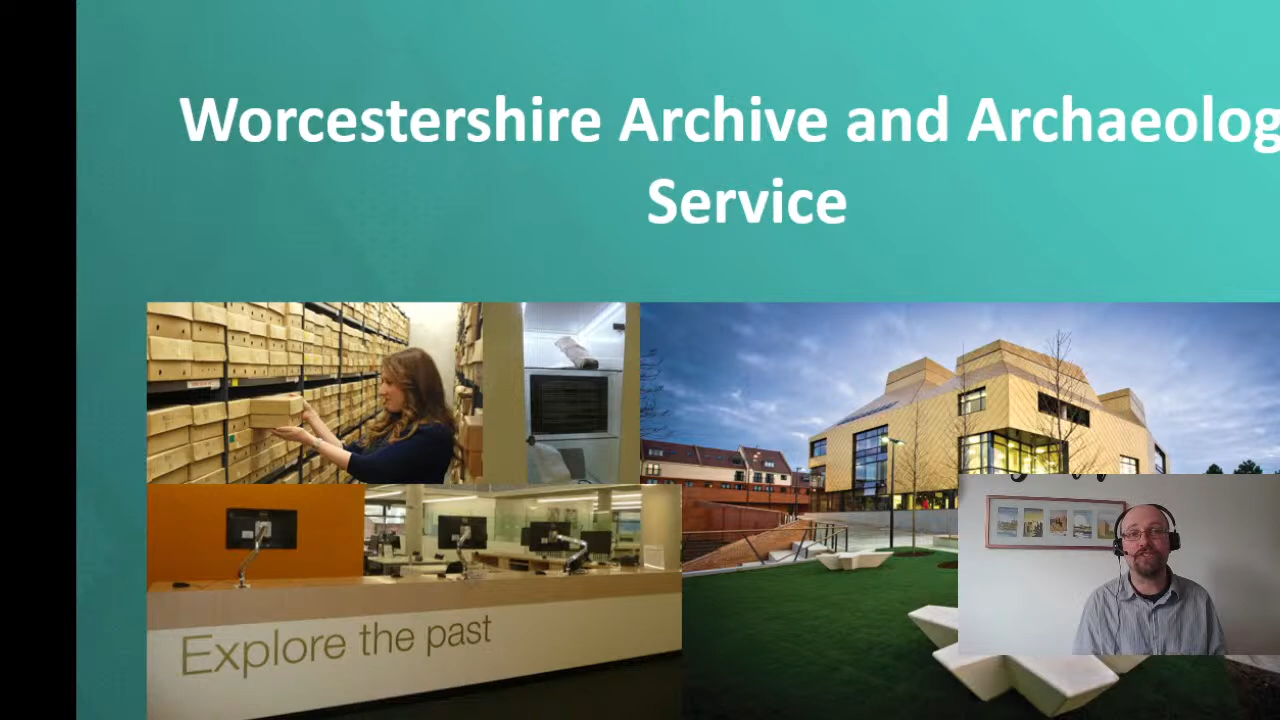 Worcestershire Archive and Archaeolog
Service
Explore the past